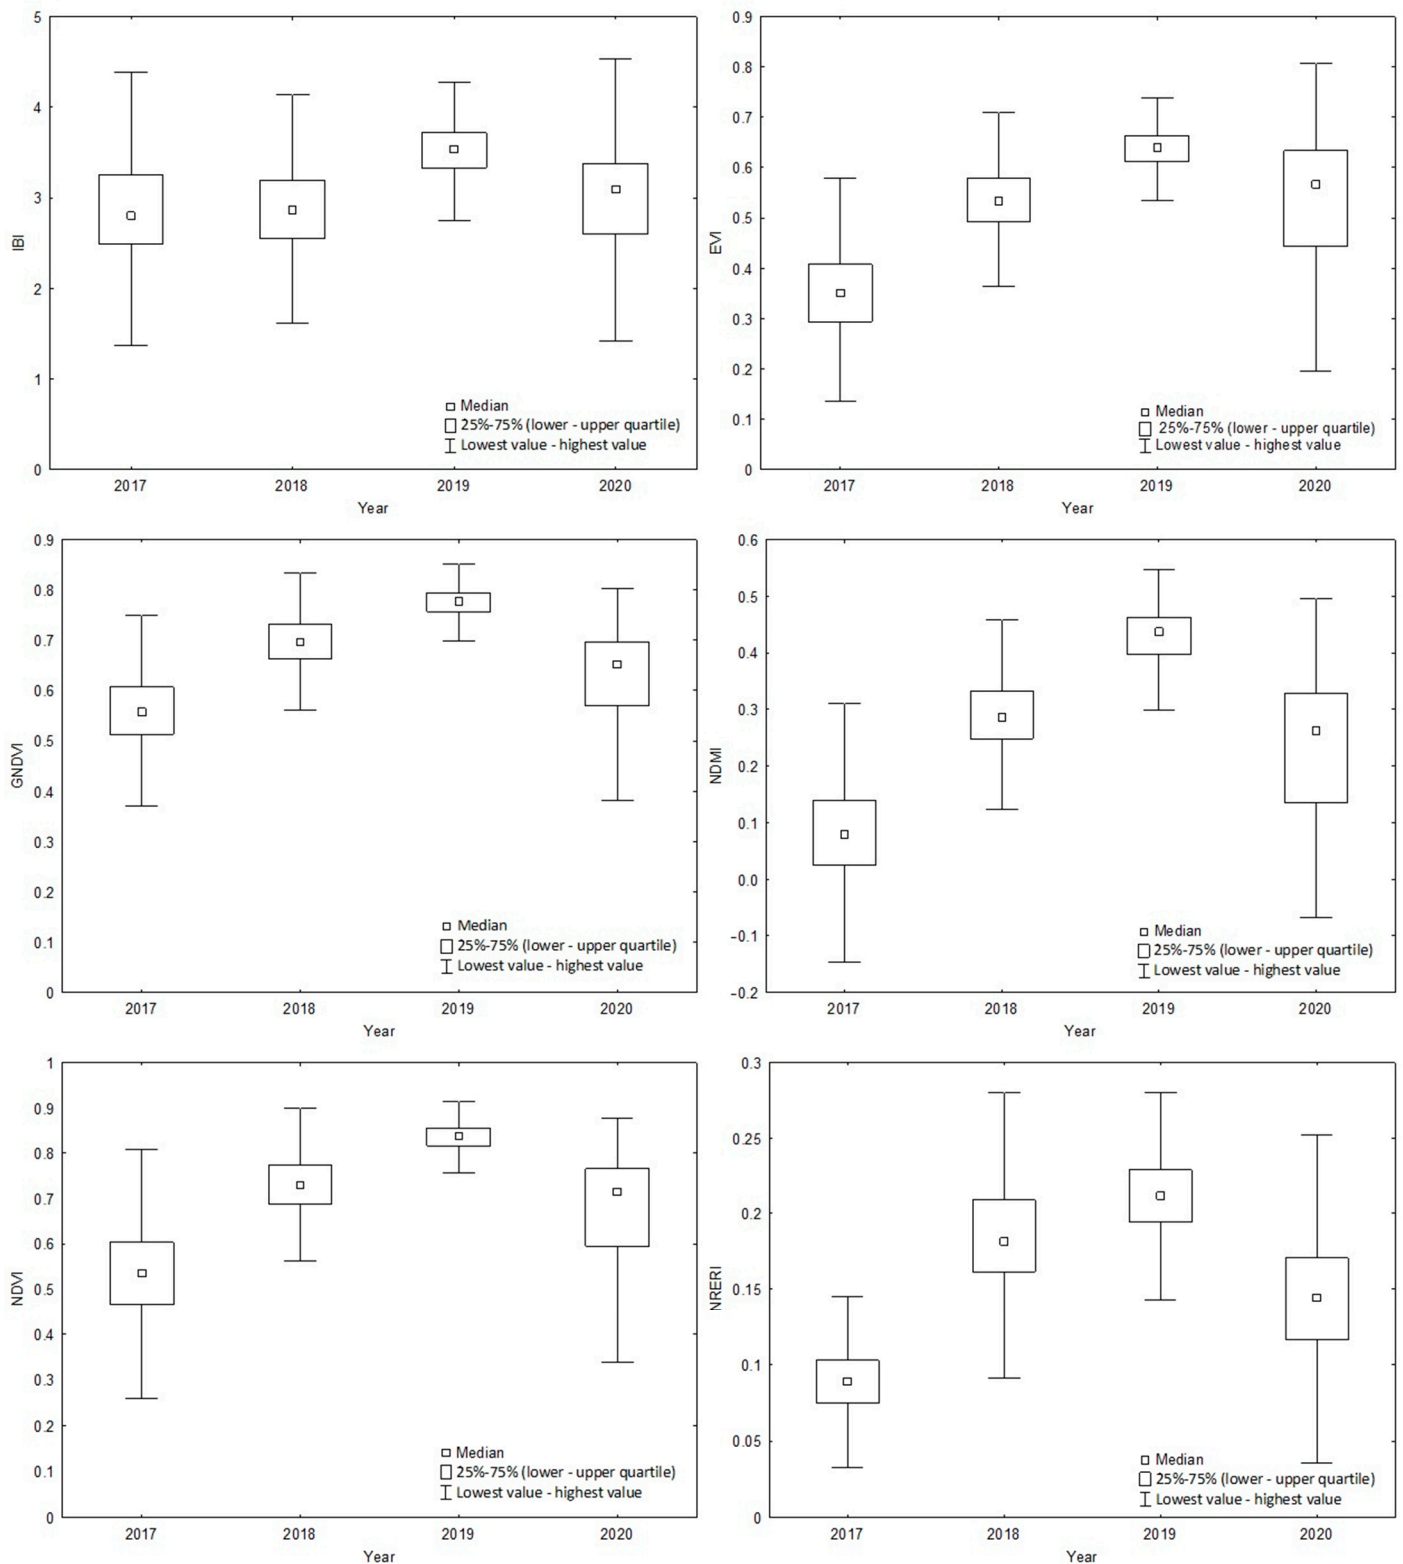 5
4
3
2
1
0
IBI
2017 2018 2019 2020
Year
Median
25%-75% (lower - upper quartile)
Lowest value - highest value
0.9
0.8
0.7
0.6
0.5
0.4
0.3
0.2
0.1
0
EVI
2017 2018 2019 2020
Year
Median
25%-75% (lower - upper quartile)
Lowest value - highest value
0.9
0.8
0.7
0.6
0.5
0.4
0.3
0.2
0.1
0
GNDVI
2017 2018 2019 2020
Year
Median
25%-75% (lower - upper quartile)
Lowest value - highest value
0.6
0.5
0.4
0.3
0.2
0.1
0.0
-0.1
-0.2
NDMI
2017 2018 2019 2020
Year
Median
25%-75% (lower - upper quartile)
Lowest value - highest value
1
0.9
0.8
0.7
0.6
0.5
0.4
0.3
0.2
0.1
0
NDVI
2017 2018 2019 2020
Year
Median
25%-75% (lower - upper quartile)
Lowest value - highest value
0.3
0.25
0.2
0.15
0.1
0.05
0
NRERI
2017 2018 2019 2020
Year
Median
25%-75% (lower - upper quartile)
Lowest value - highest value